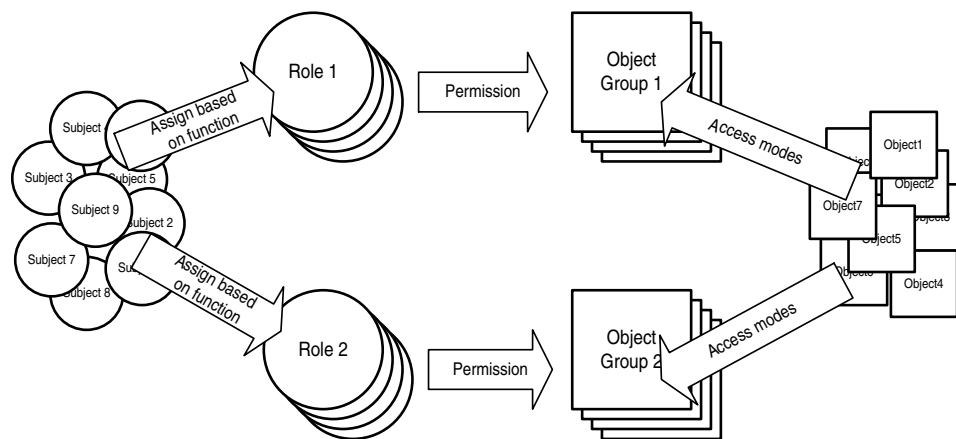 Role 1
Permission
Object
Group 1
Assign based
on function
Access modes
Subject
Subject 3
Subject 5
Subject 9
Subject 2
Subject 7
Subject 8
Object1
Object2
Object7
Object5
Object4
Assign based
on function
Access modes
Role 2
Permission
Object
Group 2